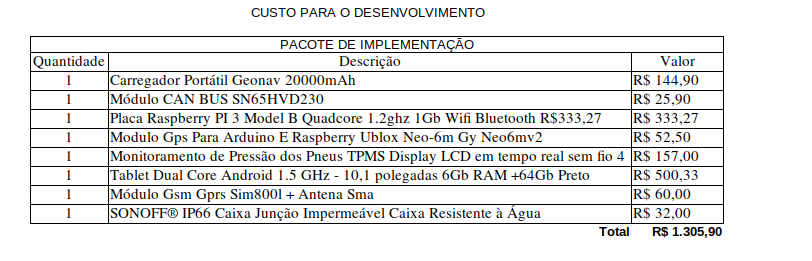 CUSTO PARA O DESENVOLVIMENTO
PACOTE DE IMPLEMENTAÇÃO
Quantidade Descrição Valor
1 Carregador Portátil Geonav 20000mAh R$ 144,90
1 Módulo CAN BUS SN65HVD230 R$ 25,90
1 Placa Raspberry PI 3 Model B Quadcore 1.2ghz 1Gb Wifi Bluetooth R$333,27 R$ 333,27
1 Modulo Gps Para Arduino E Raspberry Ublox Neo-6m Gy Neo6mv2 R$ 52,50
1 Monitoramento de Pressão dos Pneus TPMS Display LCD em tempo real sem fio 4 R$ 157,00
1 Tablet Dual Core Android 1.5 GHz - 10,1 polegadas 6Gb RAM +64Gb Preto R$ 500,33
1 Módulo Gsm Gprs Sim800l + Antena Sma R$ 60,00
1 SONOFF® IP66 Caixa Junção Impermeável Caixa Resistente à Água R$ 32,00
Total R$ 1.305,90